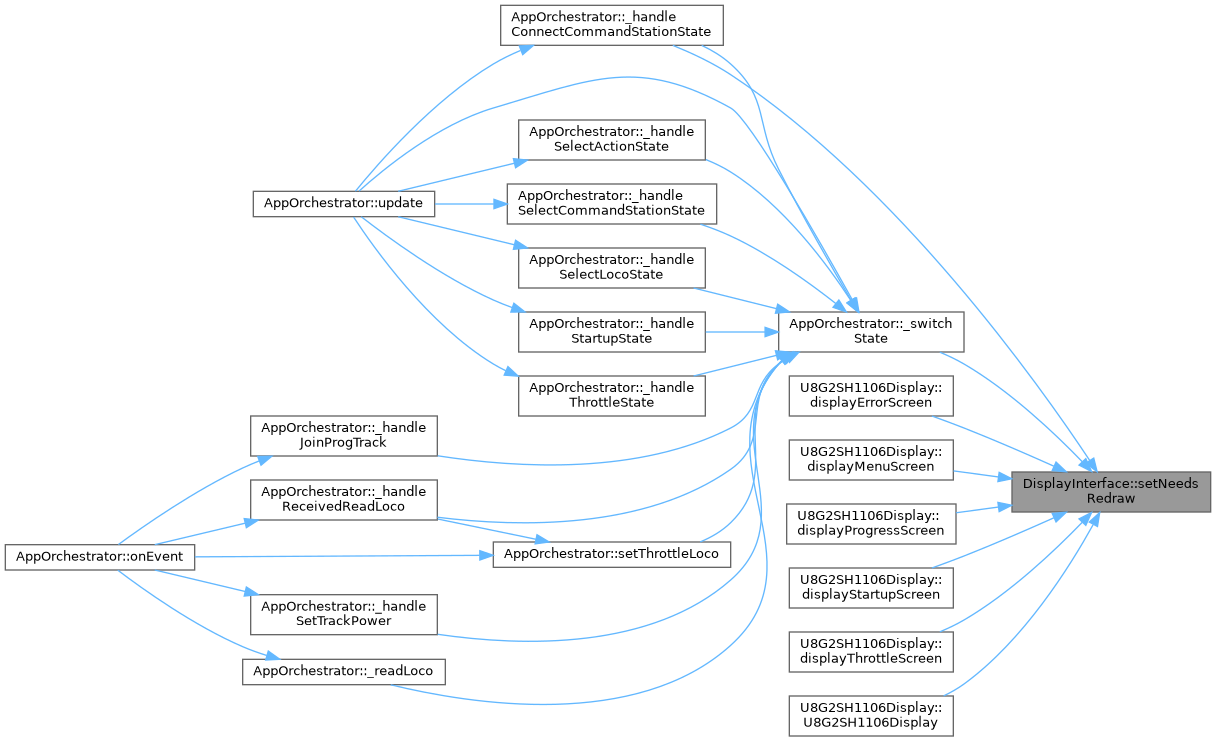 AppOrchestrator::_handle
ConnectCommandStationState
AppOrchestrator::_handle
SelectActionState
AppOrchestrator::update
AppOrchestrator::_handle
SelectCommandStationState
AppOrchestrator::_handle
SelectLocoState
AppOrchestrator::_handle
StartupState
AppOrchestrator::_switch
State
AppOrchestrator::_handle
ThrottleState
U8G2SH1106Display::
displayErrorScreen
AppOrchestrator::_handle
JoinProgTrack
U8G2SH1106Display::
displayMenuScreen
DisplayInterface::setNeeds
Redraw
AppOrchestrator::_handle
ReceivedReadLoco
U8G2SH1106Display::
displayProgressScreen
AppOrchestrator::onEvent
AppOrchestrator::setThrottleLoco
U8G2SH1106Display::
displayStartupScreen
AppOrchestrator::_handle
SetTrackPower
U8G2SH1106Display::
displayThrottleScreen
AppOrchestrator::_readLoco
U8G2SH1106Display::
U8G2SH1106Display